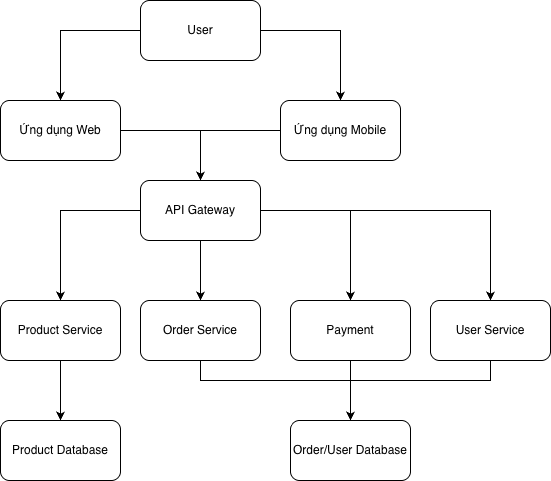 User
Ứng dụng Web
Ứng dụng Mobile
API Gateway
Product Service
Order Service
Payment
User Service
Product Database
Order/User Database